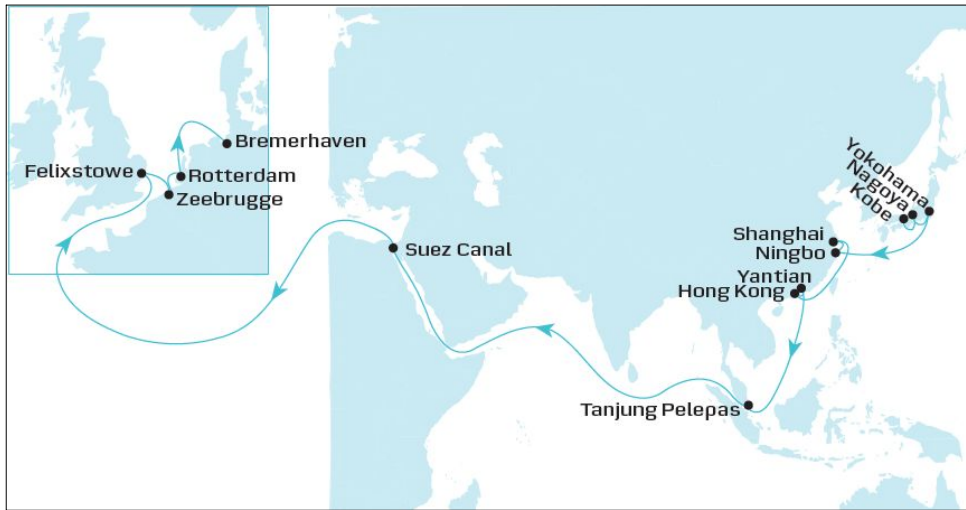 Bremerhaven
Felixstowe
Rotterdam
Zeebrugge
Suez Canal
Yokohama
Nagoya
Kobe
Shanghai
Ningbo
Yantian
Hong Kong
Tanjung Pelepas